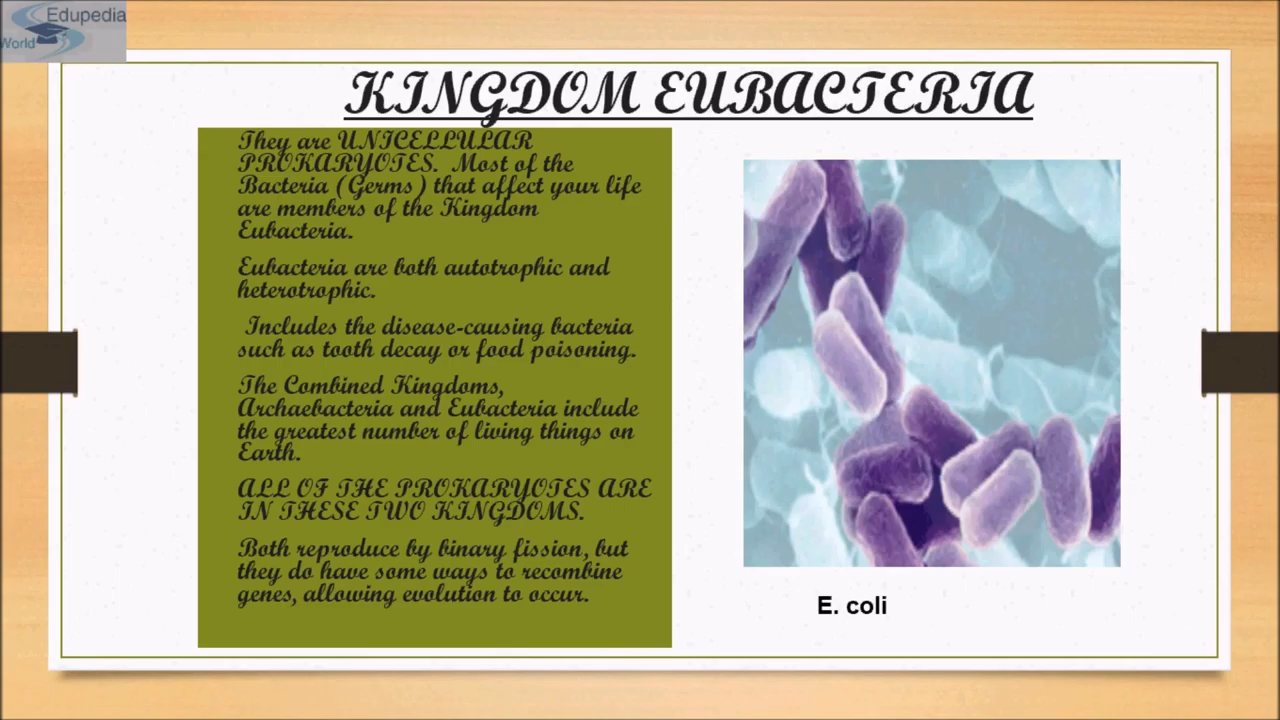 Edupedia
World
KINGDOM EUBACTERIA
They are UNICELLULAR
PROKARYOTES. Most of the
Bacteria (Germs) that affect your life
are members of the Kingdom
Eubacteria.
Eubacteria are both autotrophic and
heterotrophic.
Includes the disease-causing bacteria
such as tooth decay or food poisoning.
The Combined Kingdoms,
Archaebacteria and Eubacteria include
the greatest number of living things on
Earth.
ALL OF THE PROKARYOTES ARE
IN THESE TWO KINGDOMS.
Both reproduce by binary fission, but
they do have some ways to recombine
genes, allowing evolution to occur.
E. coli